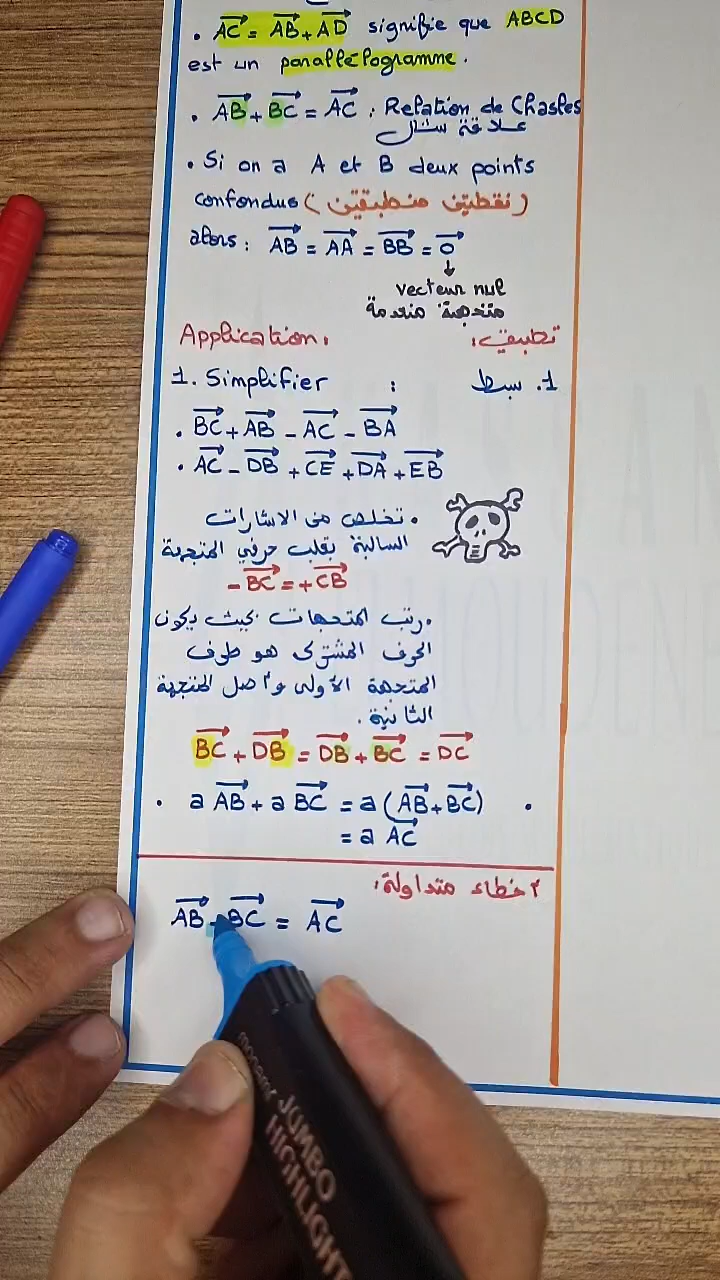 . AC = AB + AD signifie que ABCD
est un parallélogramme.
. AB + BC = AC : Relation de Chasles
علاقة شال
. Si on a A et B deux points
confondus (نقطتين منطبقتين)
alors : AB = AA = BB = 0
↓
vecteur nul
متجهة منعدمة
Application: تطبيق:
1. Simplifier : 1. بسط
. BC + AB - AC - BA
. AC - DB + CE + DA + EB
. تخلص من الاشارات
السالبة بقلب حرفي المتجهة
- BC = + CB
. رتب المتجهات بحيث يكون
الحرف المشترك هو طرف
المتجهة الأولى وأصل المتجهة
الثانية.
BC + DB = DB + BC = DC
. a AB + a BC = a (AB + BC) .
= a AC
أخطاء متداولة:
AB - BC = AC
JUMBO
HIGHLIGHT